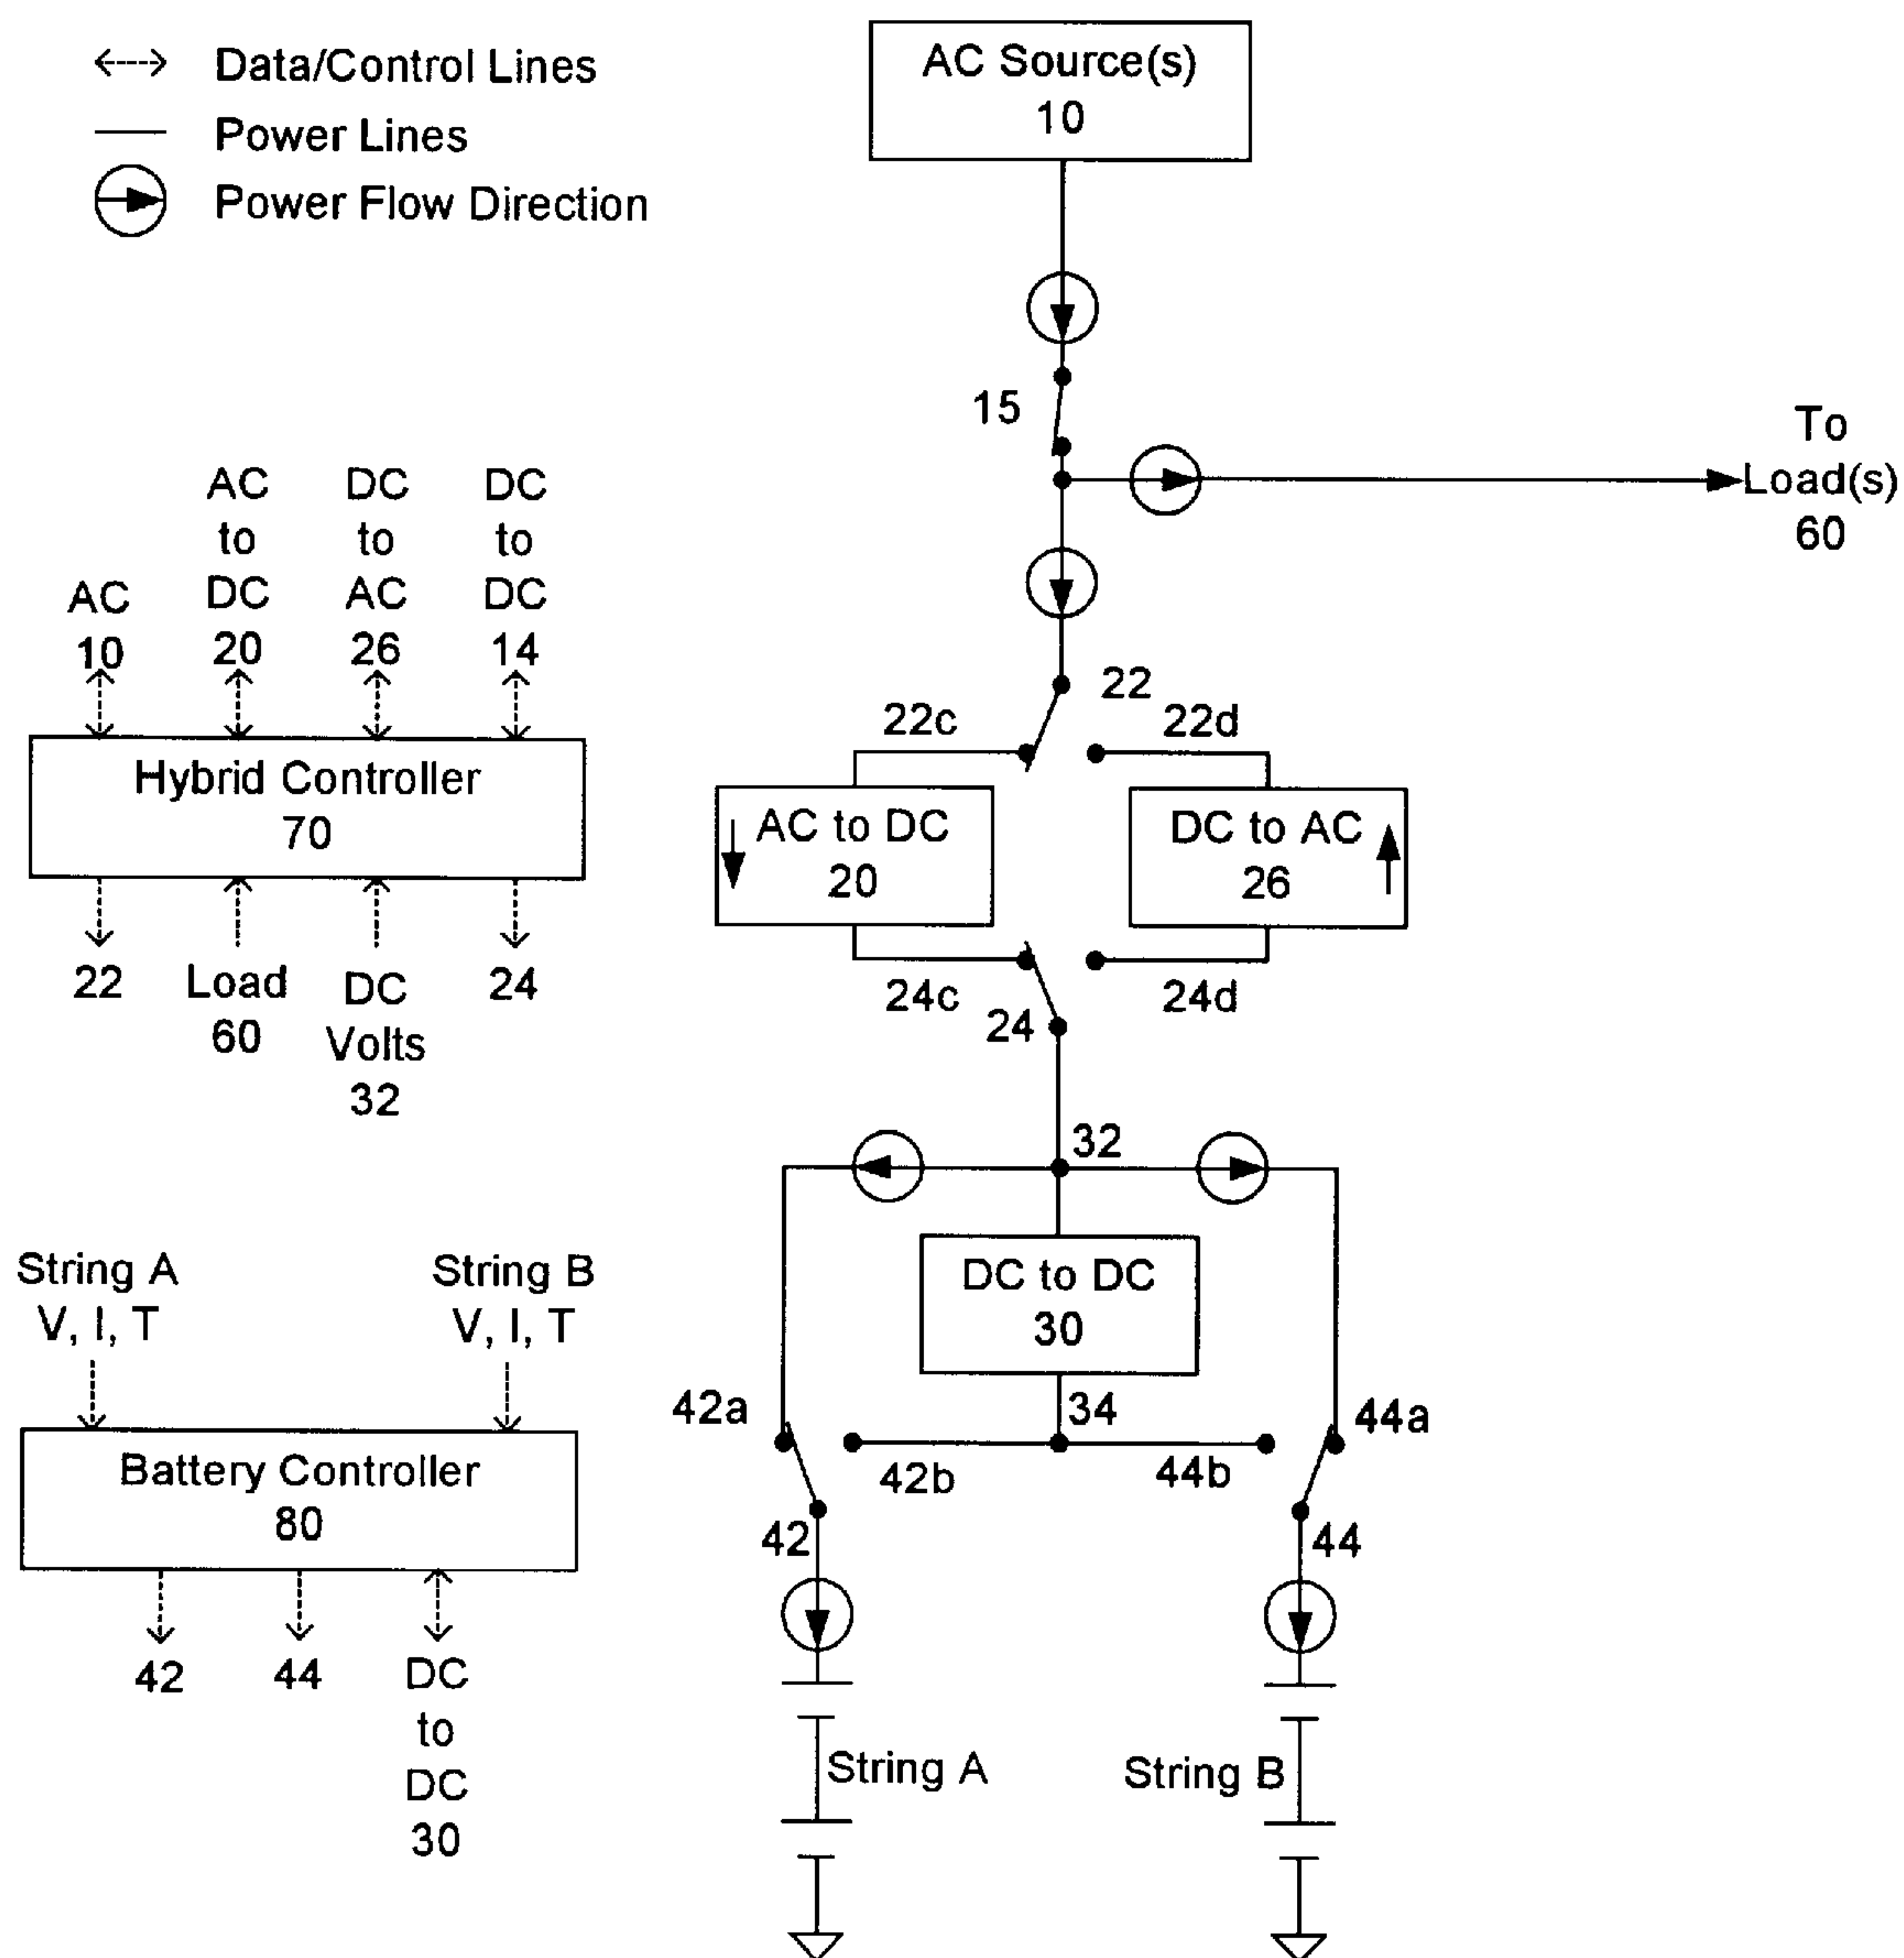 Data/Control Lines
Power Lines
Power Flow Direction
AC Source(s)
10
15
To
Load(s)
60
AC
10
AC
to
DC
20
DC
to
AC
26
DC
to
DC
14
Hybrid Controller
70
22
Load
60
DC
Volts
32
24
22
22c
22d
AC to DC
20
DC to AC
26
24c
24d
24
32
DC to DC
30
34
42a
42b
44b
44a
42
44
String A
String B
String A
V, I, T
String B
V, I, T
Battery Controller
80
42
44
DC
to
DC
30